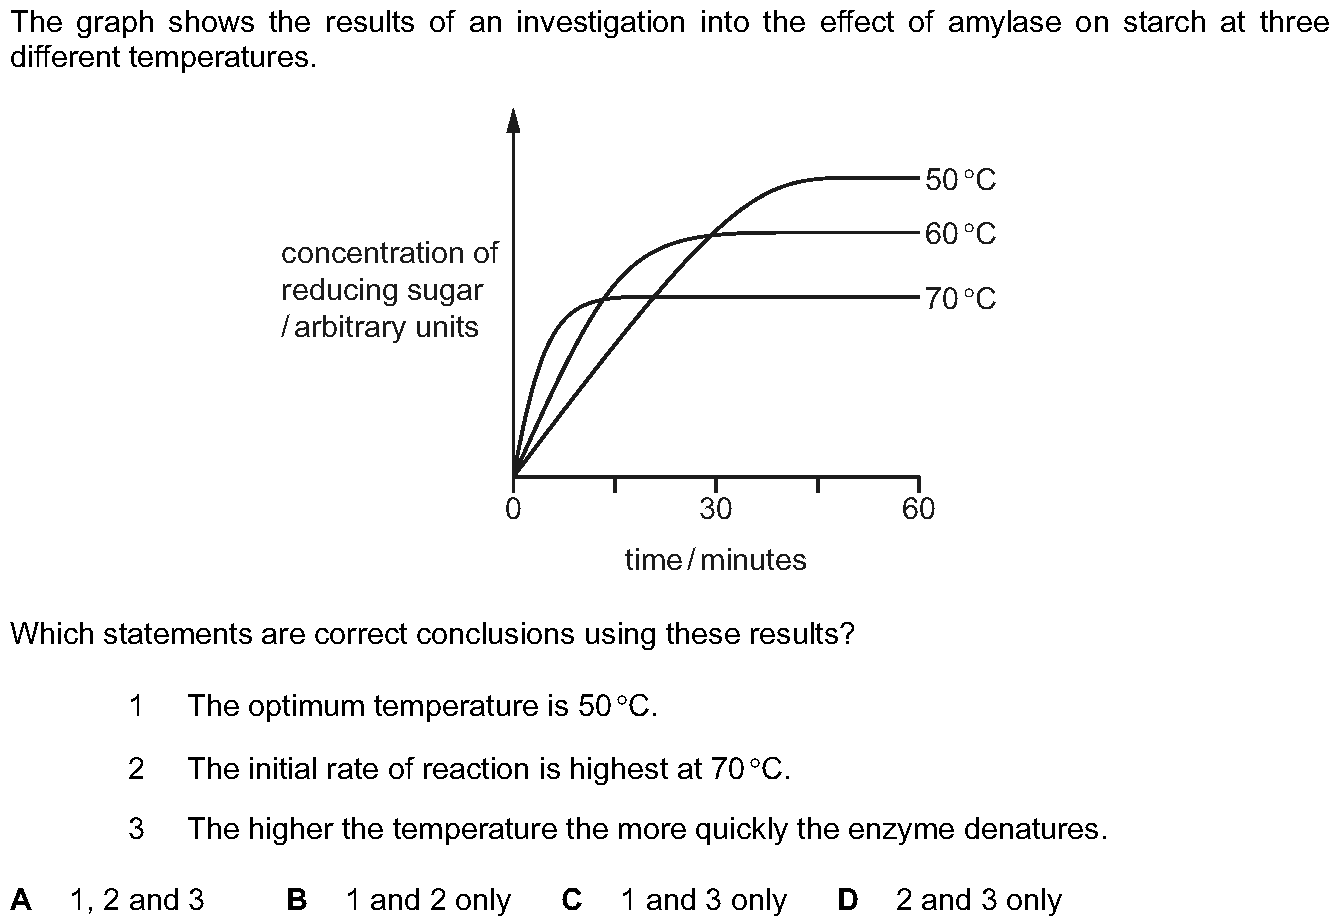 The graph shows the results of an investigation into the effect of amylase on starch at three
different temperatures.
50 °C
60 °C
70 °C
concentration of
reducing sugar
/ arbitrary units
0 30 60
time / minutes
Which statements are correct conclusions using these results?
1 The optimum temperature is 50 °C.
2 The initial rate of reaction is highest at 70 °C.
3 The higher the temperature the more quickly the enzyme denatures.
A 1, 2 and 3 B 1 and 2 only C 1 and 3 only D 2 and 3 only